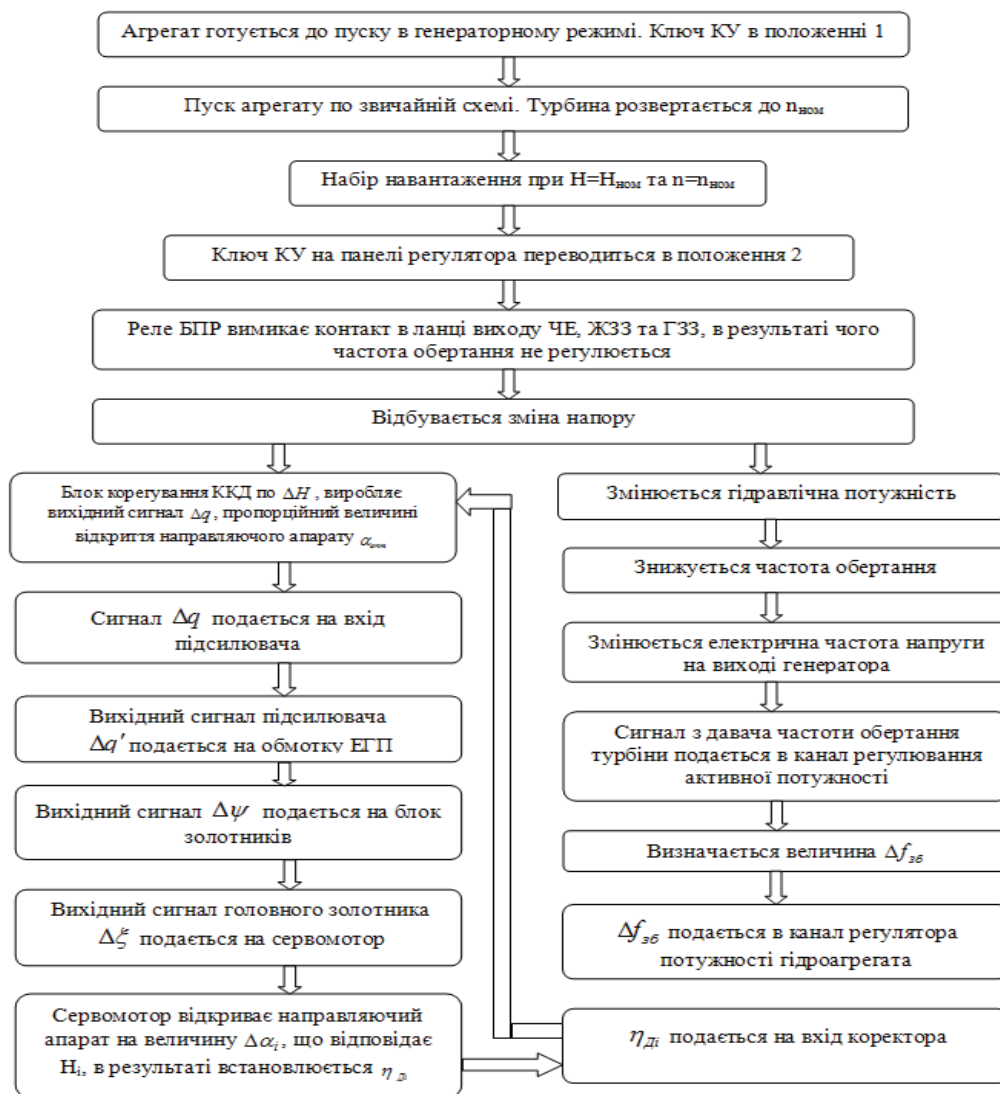 Агрегат готується до пуску в генераторному режимі. Ключ КУ в положенні 1
Пуск агрегату по звичайній схемі. Турбина розвертається до nном
Набір навантаження при Н=Нном та n=nном
Ключ КУ на панелі регулятора переводиться в положення 2
Реле БПР вимикає контакт в ланці виходу ЧЕ, ЖЗЗ та ГЗЗ, в результаті чого
частота обертання не регулюється
Відбувається зміна напору
Блок корегування ККД по ΔH , виробляє
вихідний сигнал Δq, пропорційний величині
відкриття направляючого апарату α
Сигнал Δq подається на вхід
підсилювача
Вихідний сигнал підсилювача
Δq′ подається на обмотку ЕГП
Вихідний сигнал Δψ подається на блок
золотників
Вихідний сигнал головного золотника
Δξ подається на сервомотор
Сервомотор відкриває направляючий
апарат на величину Δαi, що відповідає
Нi, в результаті встановлюється ηДi
Змінюється гідравлічна потужність
Знижується частота обертання
Змінюється електрична частота напруги
на виході генератора
Сигнал з давача частоти обертання
турбіни подається в канал регулювання
активної потужності
Визначається величина Δfзб
Δfзб подається в канал регулятора
потужності гідроагрегата
ηДi подається на вхід коректора